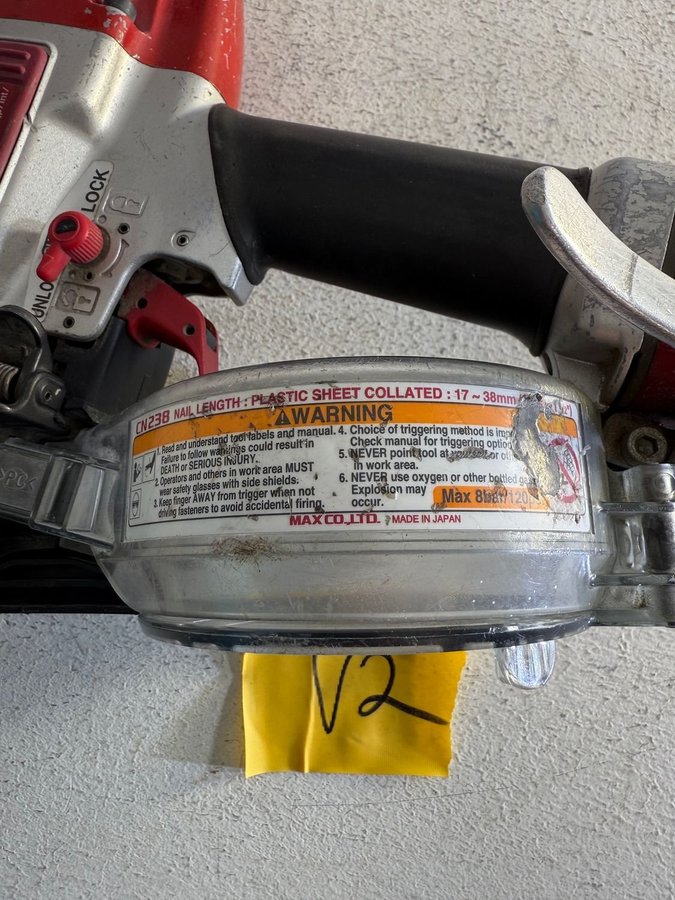 LOCK
CN238 NAIL LENGTH : PLASTIC SHEET COLLATED : 17 ~ 38mm
WARNING
1. Read and understand tool labels and manual.
Failure to follow warnings could result in
DEATH or SERIOUS INJURY.
2. Operators and others in work area MUST
wear safety glasses with side shields.
3. Keep finger AWAY from trigger when not
driving fasteners to avoid accidental firing.
4. Choice of triggering method is
Check manual for triggering
5. NEVER point tool at yourself or
in work area.
6. NEVER use oxygen or other bottled
Explosion may
occur.
Max 8bar/120
MAX CO.,LTD. MADE IN JAPAN
V2